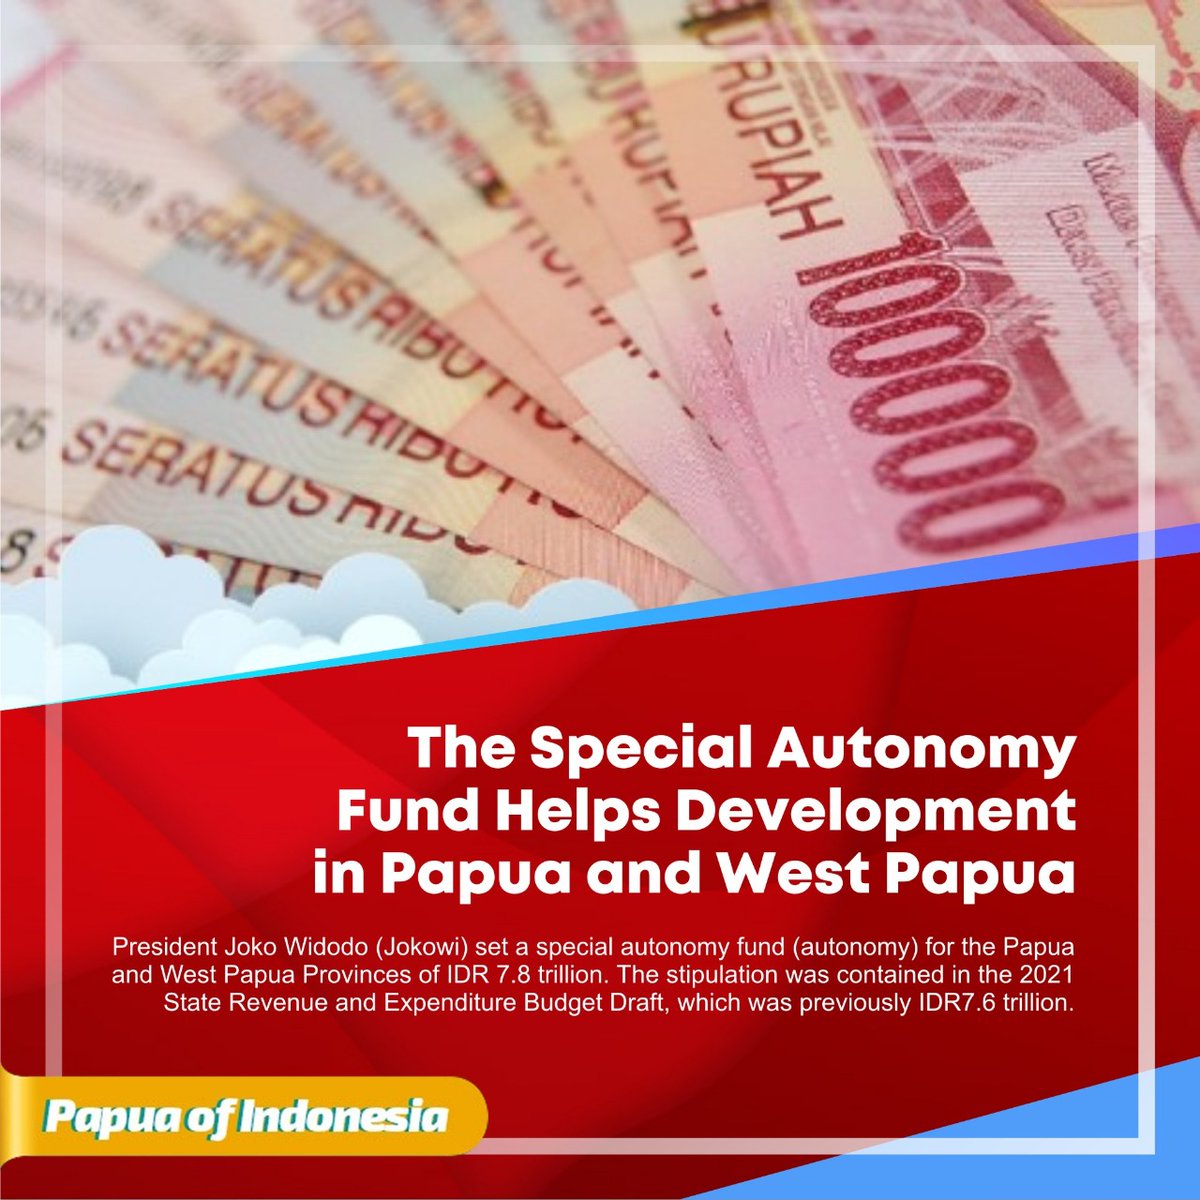 RUPIAH
100000
SERATUS RIBU
SERATUS RIBU
SERATUS RIBU
The Special Autonomy
Fund Helps Development
in Papua and West Papua
President Joko Widodo (Jokowi) set a special autonomy fund (autonomy) for the Papua
and West Papua Provinces of IDR 7.8 trillion. The stipulation was contained in the 2021
State Revenue and Expenditure Budget Draft, which was previously IDR7.6 trillion.
Papua of Indonesia